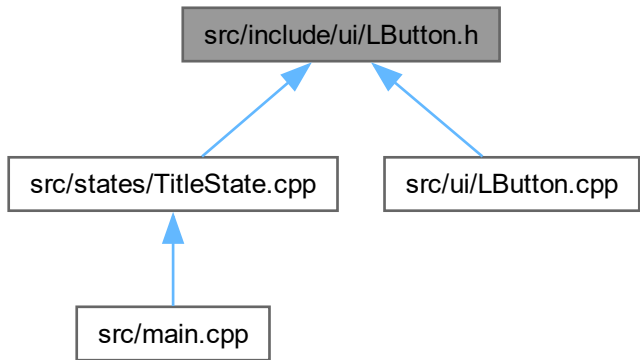 src/include/ui/LButton.h
src/states/TitleState.cpp
src/ui/LButton.cpp
src/main.cpp